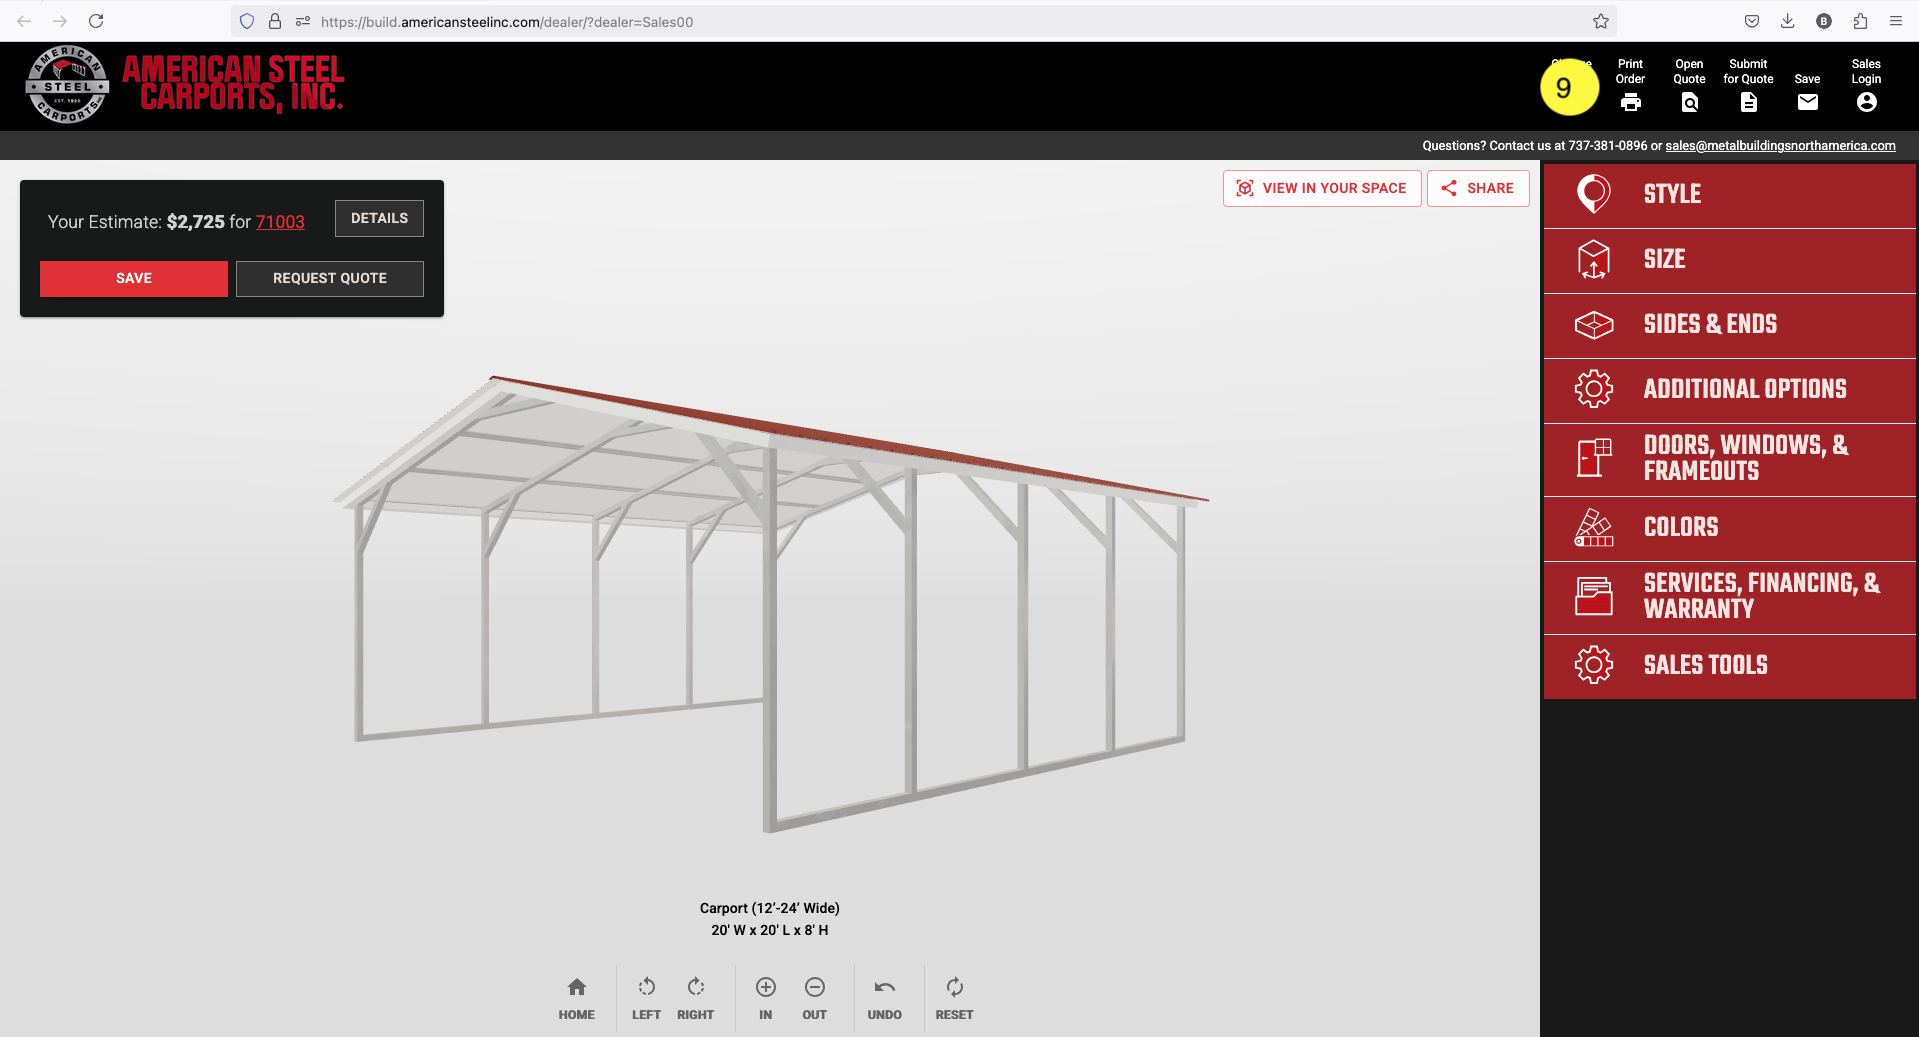 https://build.americansteelinc.com/dealer/?dealer=Sales00
B
AMERICAN
STEEL
EST. 1990
CARPORTS
AMERICAN STEEL
CARPORTS, INC.
9
Print
Order
Open
Quote
Submit
for Quote
Save
Sales
Login
Questions? Contact us at 737-381-0896 or sales@metalbuildingsnorthamerica.com
Your Estimate: $2,725 for 71003
DETAILS
SAVE
REQUEST QUOTE
VIEW IN YOUR SPACE
SHARE
STYLE
SIZE
SIDES & ENDS
ADDITIONAL OPTIONS
DOORS, WINDOWS, &
FRAMEOUTS
COLORS
SERVICES, FINANCING, &
WARRANTY
SALES TOOLS
Carport (12’-24’ Wide)
20' W x 20' L x 8' H
HOME
LEFT
RIGHT
IN
OUT
UNDO
RESET